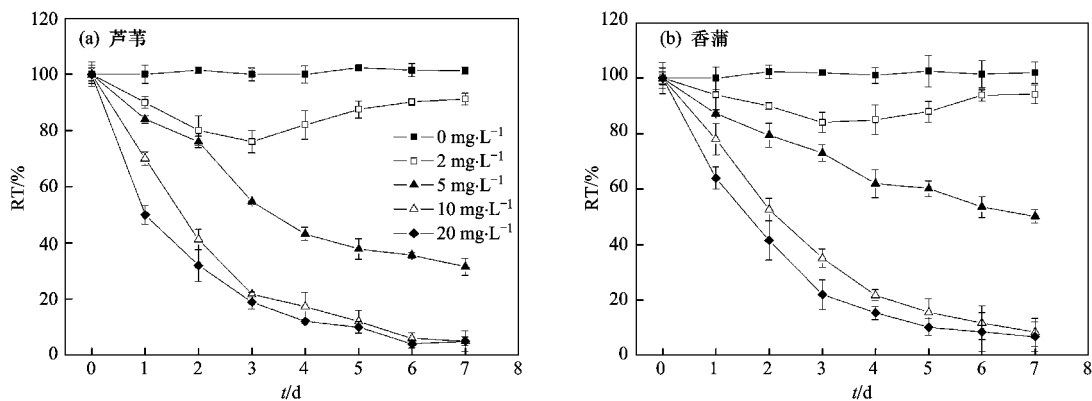 120
100
80
60
40
20
0
RT/%
(a) 芦苇
0 mg·L⁻¹
2 mg·L⁻¹
5 mg·L⁻¹
10 mg·L⁻¹
20 mg·L⁻¹
0 1 2 3 4 5 6 7 8
t/d
120
100
80
60
40
20
0
RT/%
(b) 香蒲
0 1 2 3 4 5 6 7 8
t/d